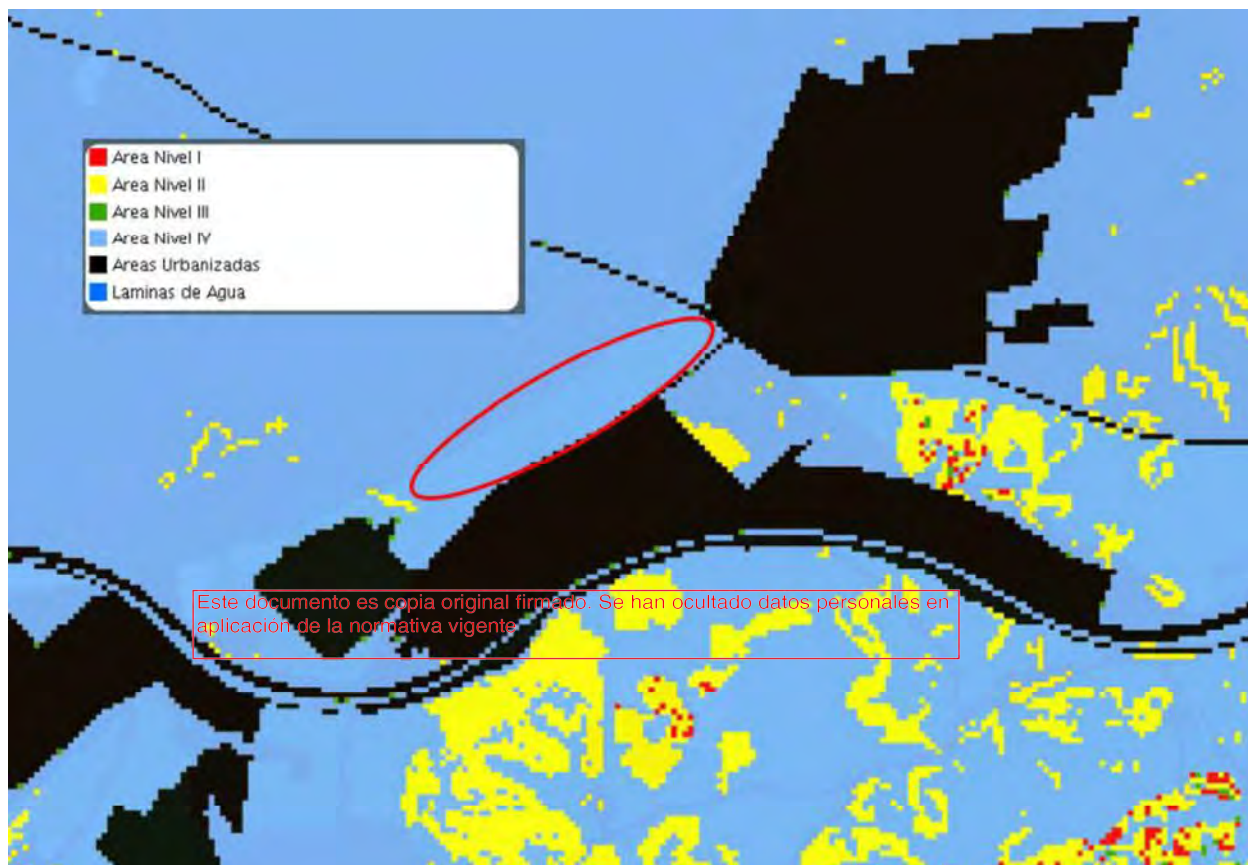 Area Nivel I
Area Nivel II
Area Nivel III
Area Nivel IV
Areas Urbanizadas
Laminas de Agua
Este documento es copia original firmado. Se han ocultado datos personales en
aplicación de la normativa vigente